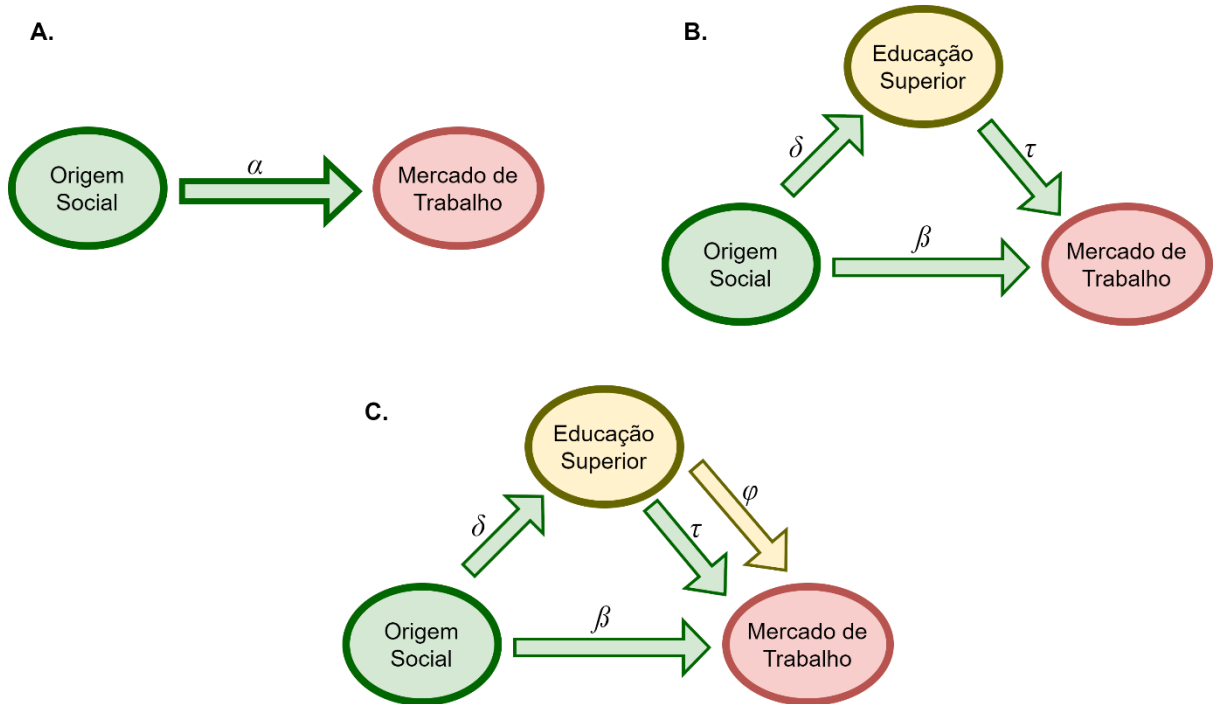 A.
Origem
Social
α
Mercado de
Trabalho
B.
Educação
Superior
δ
τ
Origem
Social
β
Mercado de
Trabalho
C.
Educação
Superior
δ
τ
φ
Origem
Social
β
Mercado de
Trabalho